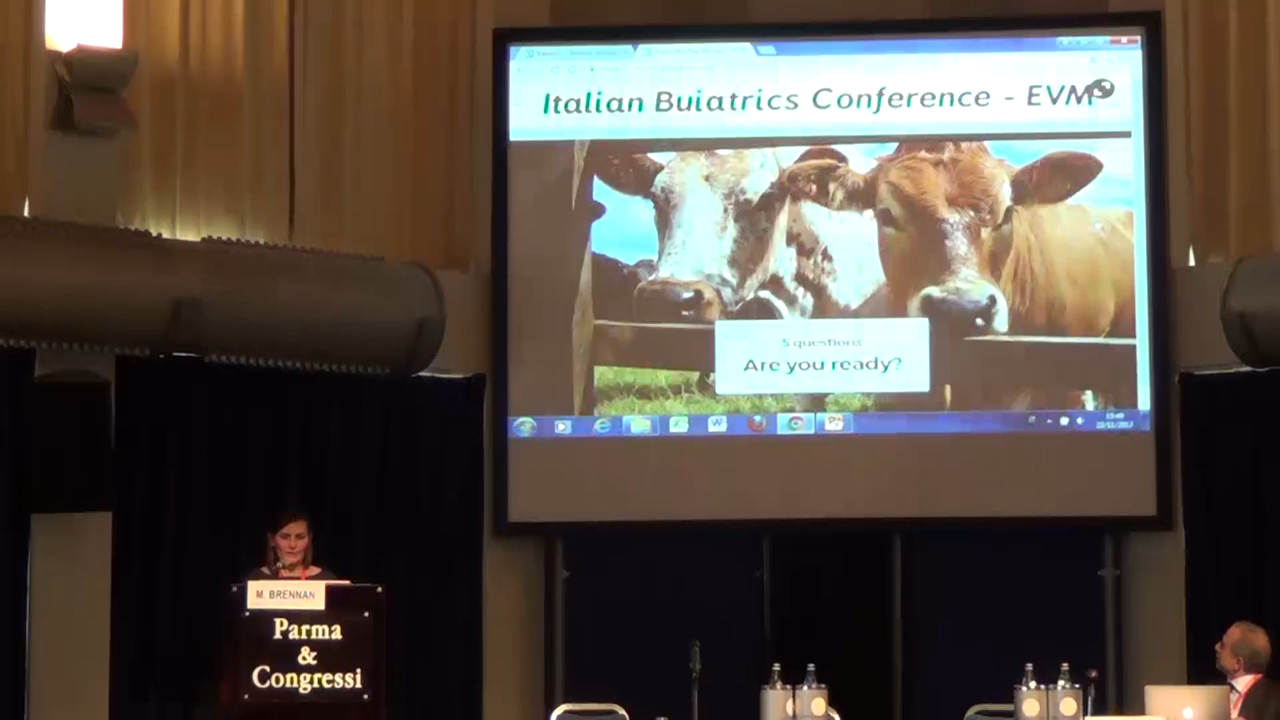 Italian Buiatrics Conference - EVM
5 questions
Are you ready?
M. BRENNAN
Parma
&
Congressi